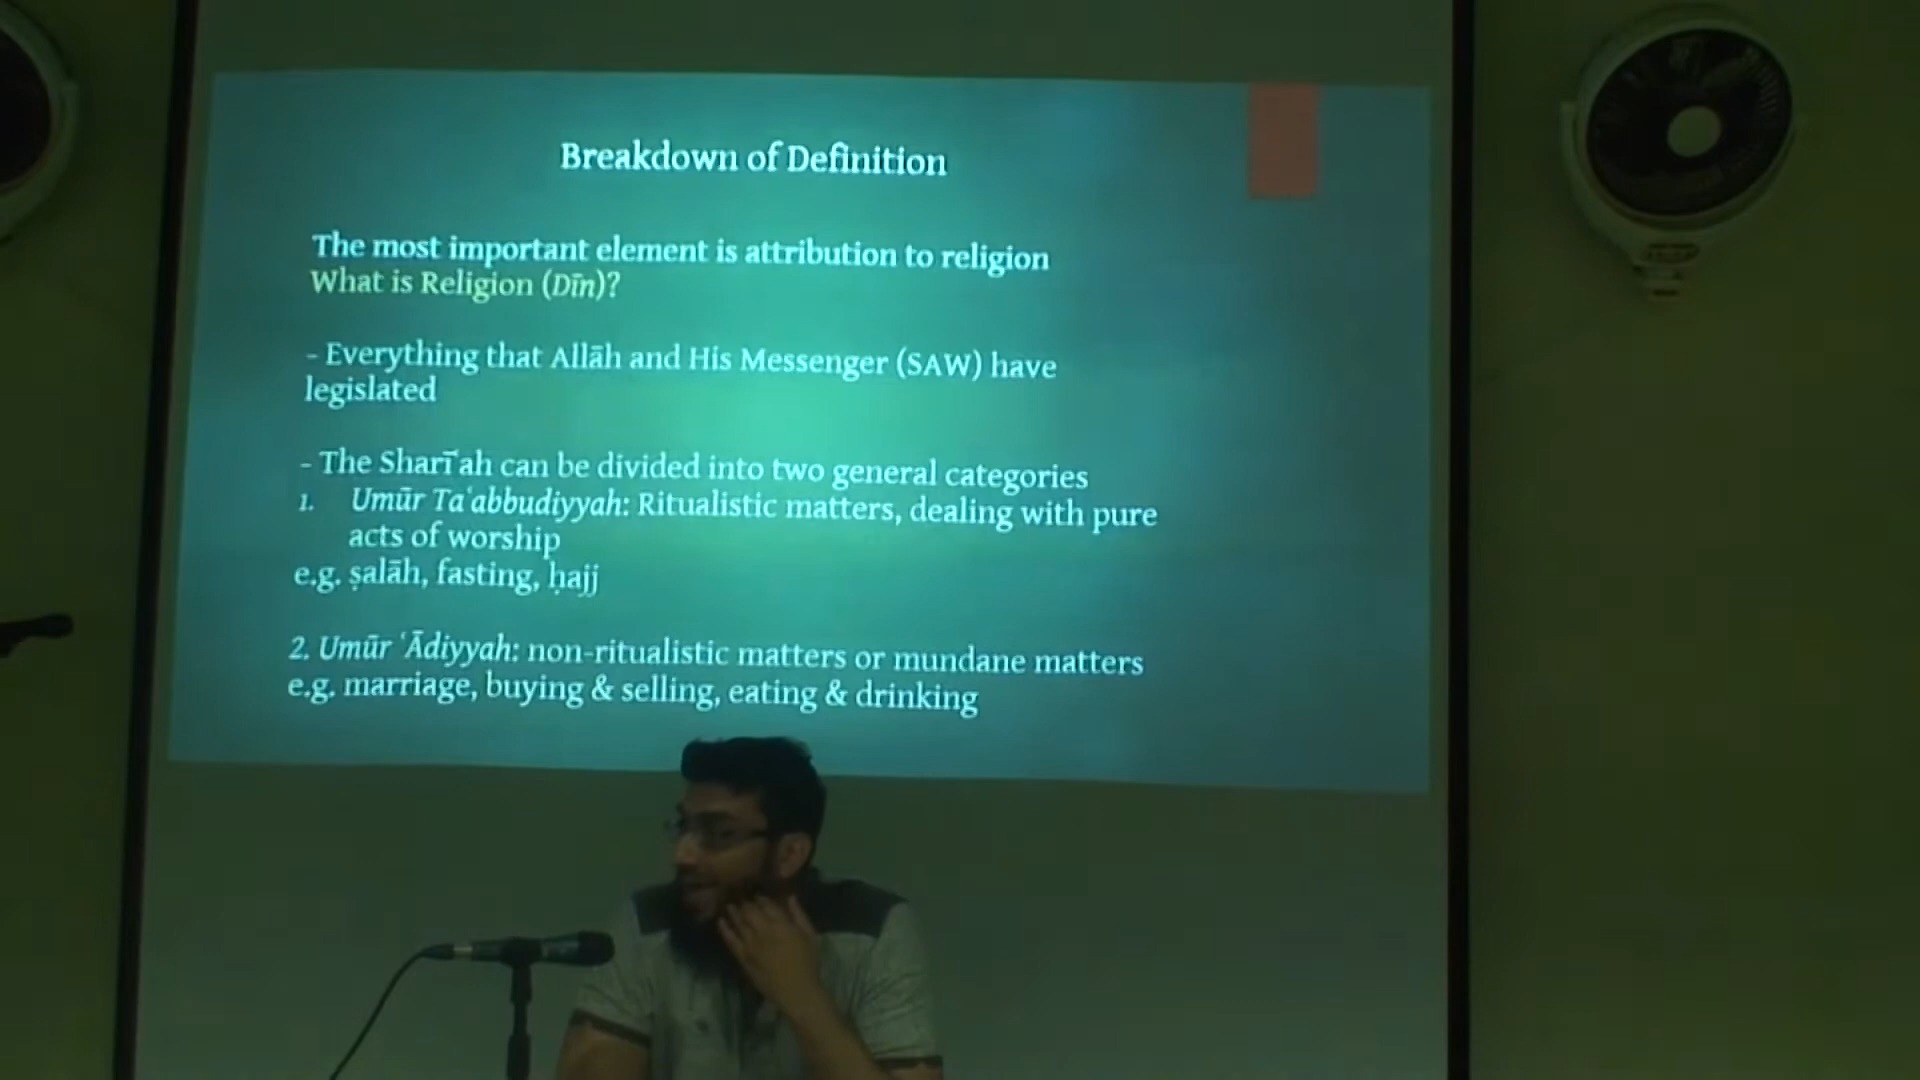 Breakdown of Definition
The most important element is attribution to religion
What is Religion (Dīn)?
- Everything that Allāh and His Messenger (SAW) have
legislated
- The Sharīʿah can be divided into two general categories
1. Umūr Taʿabbudiyyah: Ritualistic matters, dealing with pure
acts of worship
e.g. ṣalāh, fasting, ḥajj
2. Umūr ʿĀdiyyah: non-ritualistic matters or mundane matters
e.g. marriage, buying & selling, eating & drinking